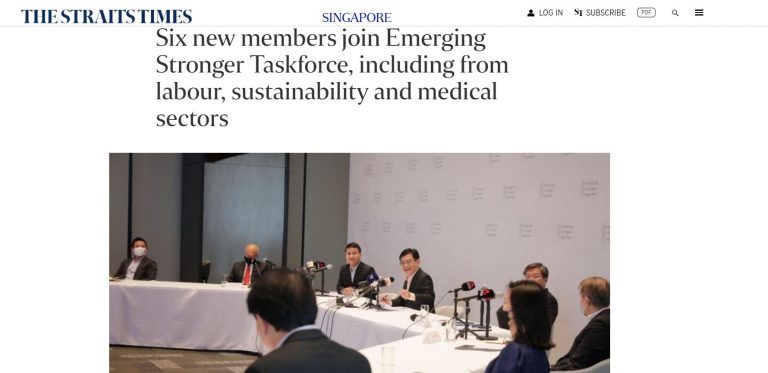 THE STRAITS TIMES
SINGAPORE
LOG IN
ST SUBSCRIBE
PDF
Six new members join Emerging
Stronger Taskforce, including from
labour, sustainability and medical
sectors